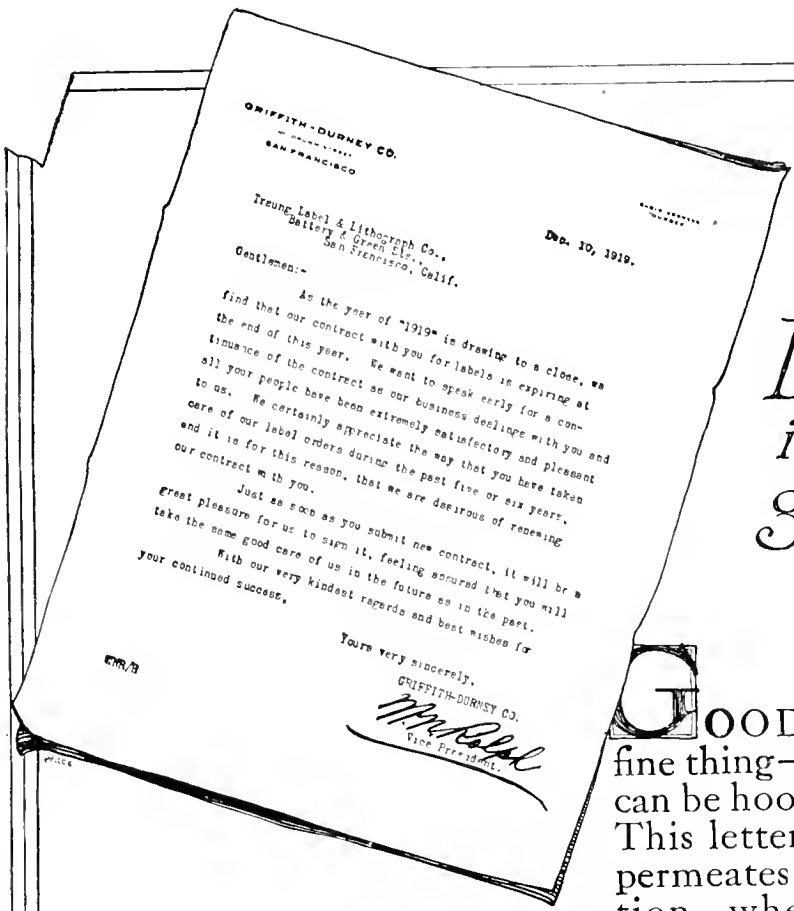 GRIFFITH-DURNEY CO.
SAN FRANCISCO
Dec. 10, 1919.
Treung Label & Lithograph Co.,
Battery & Green Sts.,
San Francisco, Calif.
Gentlemen:-
As the year of "1919" is drawing to a close, we
find that our contract with you for labels is expiring at
the end of this year. We want to speak early for a con-
tinuance of the contract as our business dealings with you and
all your people have been extremely satisfactory and pleasant
to us. We certainly appreciate the way that you have taken
care of our label orders during the past five or six years,
and it is for this reason, that we are desirous of renewing
our contract with you.
Just as soon as you submit new contract, it will be a
great pleasure for us to sign it, feeling assured that you will
take the same good care of us in the future as in the past.
With our very kindest regards and best wishes for
your continued success.
Yours very sincerely,
GRIFFITH-DURNEY CO.
W.M. Rolph
Vice President.
WMR/B
GOOD
fine thing—
can be hoo
This letter
permeates
tion whe